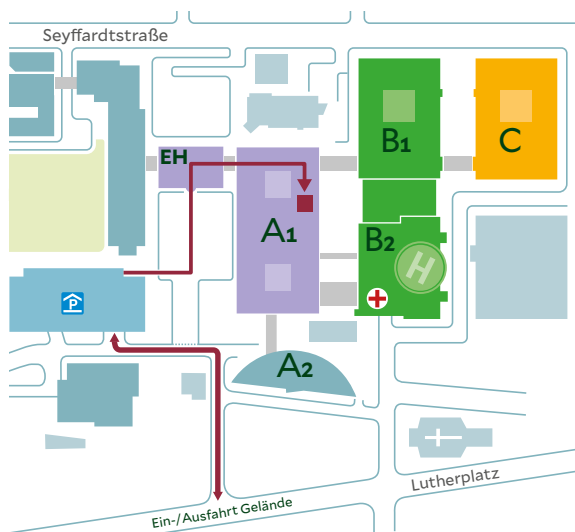 Seyffardtstraße
B1
C
EH
A1
B2
H
P
A2
Lutherplatz
Ein-/Ausfahrt Gelände